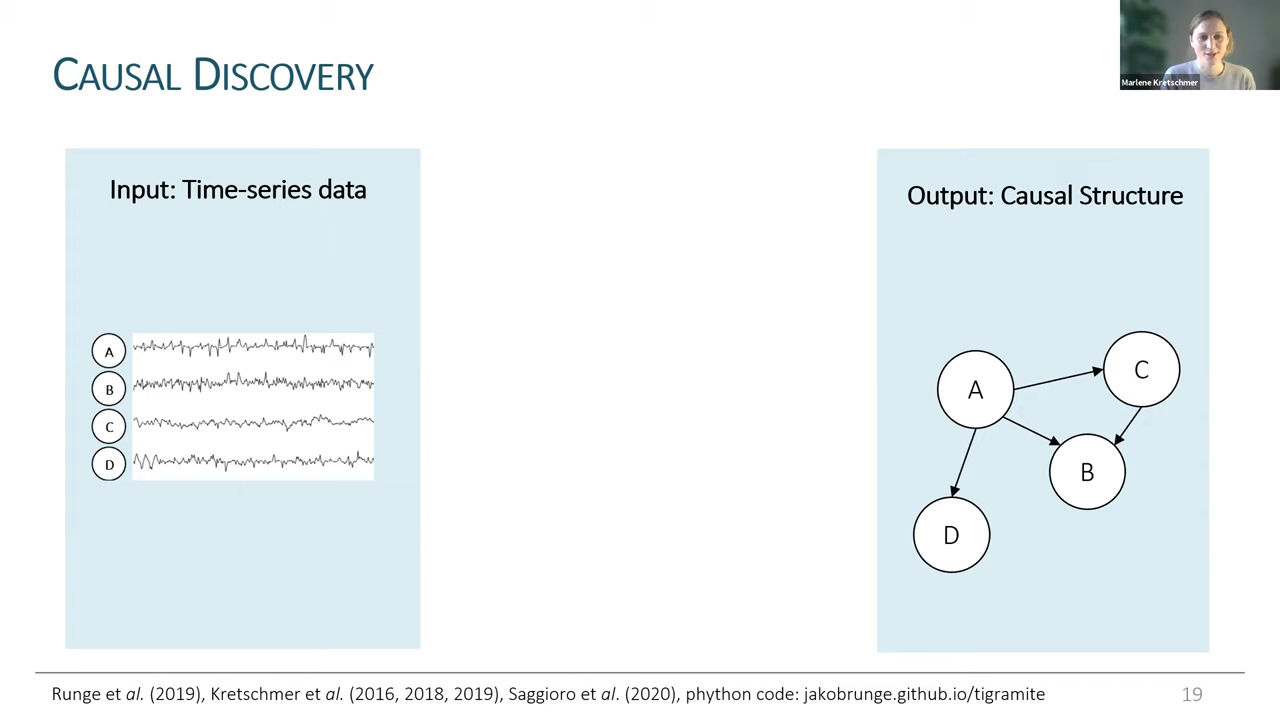 CAUSAL DISCOVERY
Marlene Kretschmer
Input: Time-series data
A
B
C
D
Output: Causal Structure
A
C
B
D
Runge et al. (2019), Kretschmer et al. (2016, 2018, 2019), Saggioro et al. (2020), phython code: jakobrunge.github.io/tigramite
19